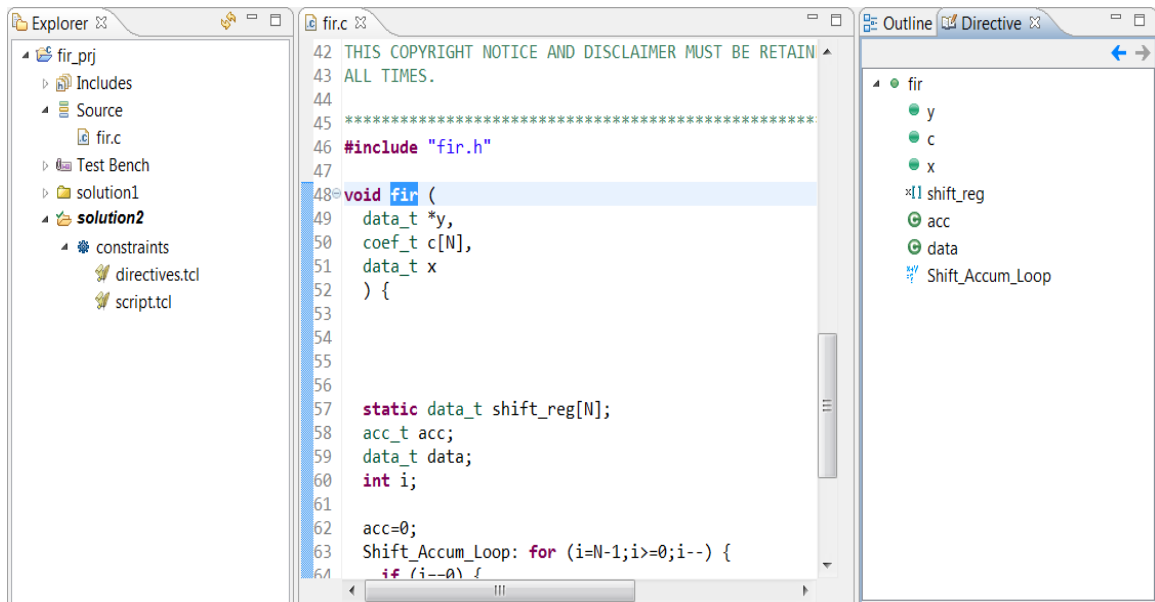 Explorer
fir_prj
Includes
Source
fir.c
Test Bench
solution1
solution2
constraints
directives.tcl
script.tcl
fir.c
42 THIS COPYRIGHT NOTICE AND DISCLAIMER MUST BE RETAIN
43 ALL TIMES.
44
45 ***************************************************
46 #include "fir.h"
47
48 void fir (
49 data_t *y,
50 coef_t c[N],
51 data_t x
52 ) {
53
54
55
56
57 static data_t shift_reg[N];
58 acc_t acc;
59 data_t data;
60 int i;
61
62 acc=0;
63 Shift_Accum_Loop: for (i=N-1;i>=0;i--) {
64 if (i==0) {
Outline Directive
fir
y
c
x
x[] shift_reg
C acc
C data
Shift_Accum_Loop